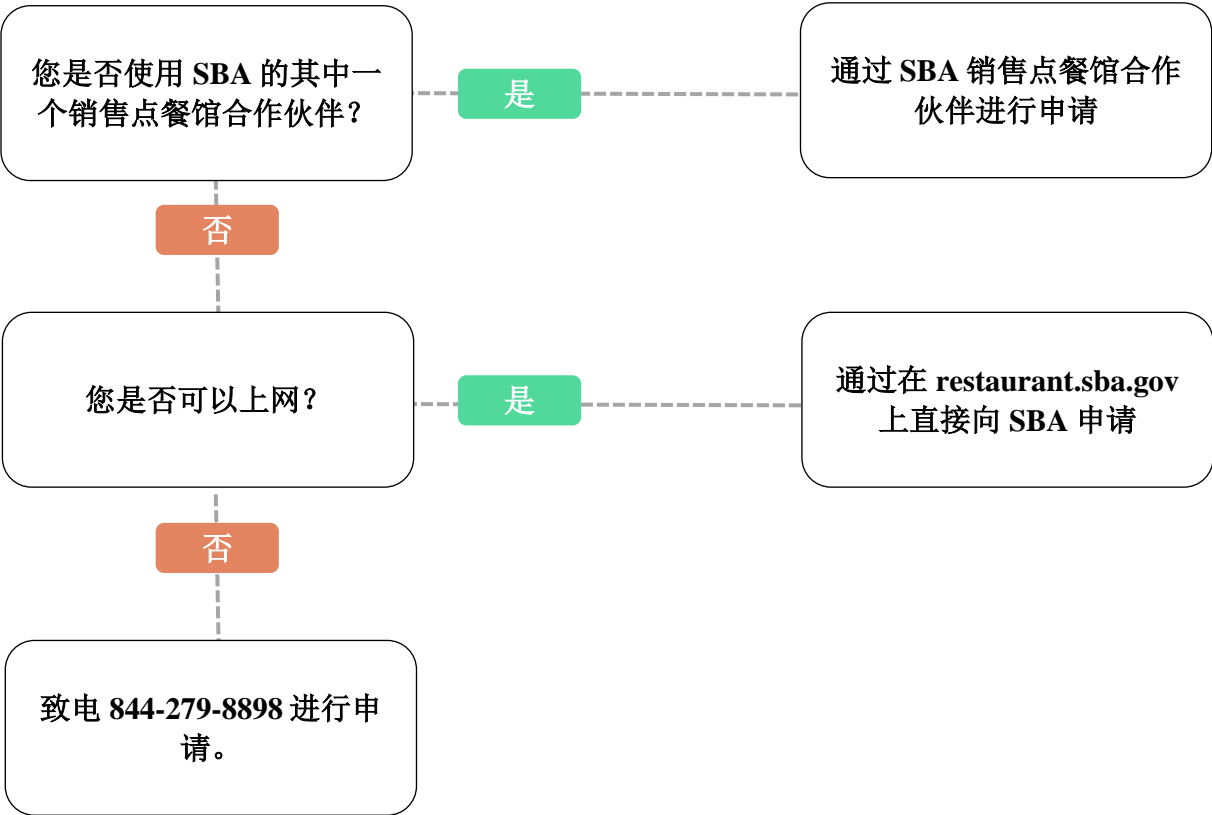 您是否使用 SBA 的其中一
个销售点餐馆合作伙伴？
是
通过 SBA 销售点餐馆合作
伙伴进行申请
否
您是否可以上网？
是
通过在 restaurant.sba.gov
上直接向 SBA 申请
否
致电 844-279-8898 进行申
请。